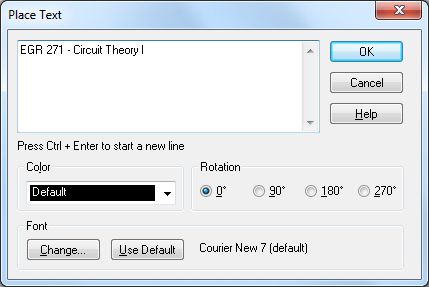 Place Text
EGR 271 - Circuit Theory I
OK
Cancel
Help
Press Ctrl + Enter to start a new line
Color
Default
Rotation
0°
90°
180°
270°
Font
Change...
Use Default
Courier New 7 (default)